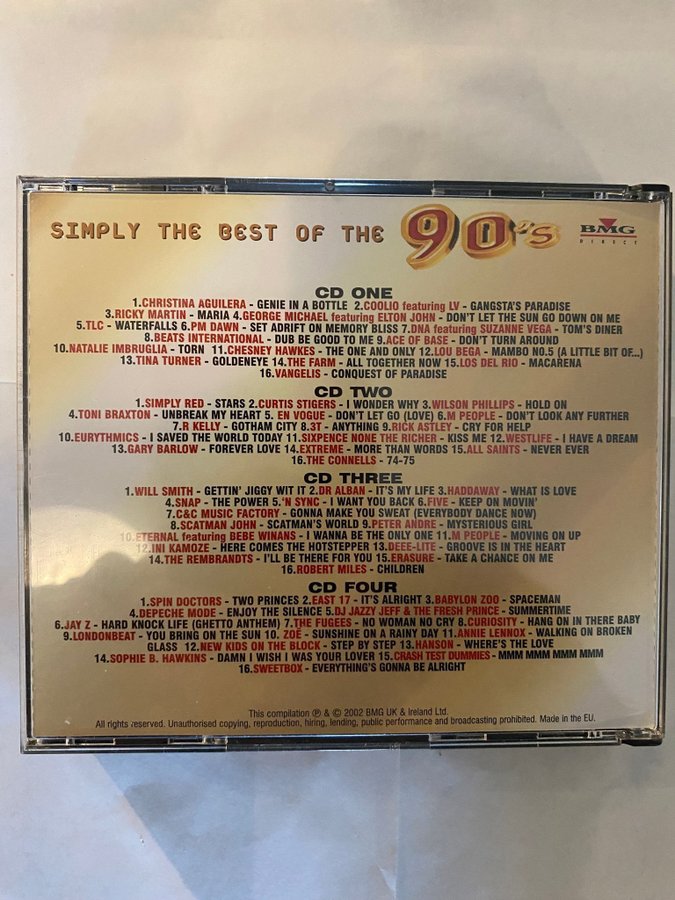 SIMPLY THE BEST OF THE 90's
BMG
DIRECT
CD ONE
1.CHRISTINA AGUILERA - GENIE IN A BOTTLE 2.COOLIO featuring LV - GANGSTA'S PARADISE
3.RICKY MARTIN - MARIA 4.GEORGE MICHAEL featuring ELTON JOHN - DON'T LET THE SUN GO DOWN ON ME
5.TLC - WATERFALLS 6.PM DAWN - SET ADRIFT ON MEMORY BLISS 7.DNA featuring SUZANNE VEGA - TOM'S DINER
8.BEATS INTERNATIONAL - DUB BE GOOD TO ME 9.ACE OF BASE - DON'T TURN AROUND
10.NATALIE IMBRUGLIA - TORN 11.CHESNEY HAWKES - THE ONE AND ONLY 12.LOU BEGA - MAMBO NO.5 (A LITTLE BIT OF...)
13.TINA TURNER - GOLDENEYE 14.THE FARM - ALL TOGETHER NOW 15.LOS DEL RIO - MACARENA
16.VANGELIS - CONQUEST OF PARADISE
CD TWO
1.SIMPLY RED - STARS 2.CURTIS STIGERS - I WONDER WHY 3.WILSON PHILLIPS - HOLD ON
4.TONI BRAXTON - UNBREAK MY HEART 5. EN VOGUE - DON'T LET GO (LOVE) 6.M PEOPLE - DON'T LOOK ANY FURTHER
7.R KELLY - GOTHAM CITY 8.3T - ANYTHING 9.RICK ASTLEY - CRY FOR HELP
10.EURYTHMICS - I SAVED THE WORLD TODAY 11.SIXPENCE NONE THE RICHER - KISS ME 12.WESTLIFE - I HAVE A DREAM
13.GARY BARLOW - FOREVER LOVE 14.EXTREME - MORE THAN WORDS 15.ALL SAINTS - NEVER EVER
16.THE CONNELLS - 74-75
CD THREE
1.WILL SMITH - GETTIN' JIGGY WIT IT 2.DR ALBAN - IT'S MY LIFE 3.HADDAWAY - WHAT IS LOVE
4.SNAP - THE POWER 5.'N SYNC - I WANT YOU BACK 6.FIVE - KEEP ON MOVIN'
7.C&C MUSIC FACTORY - GONNA MAKE YOU SWEAT (EVERYBODY DANCE NOW)
8.SCATMAN JOHN - SCATMAN'S WORLD 9.PETER ANDRE - MYSTERIOUS GIRL
10.ETERNAL featuring BEBE WINANS - I WANNA BE THE ONLY ONE 11.M PEOPLE - MOVING ON UP
12.INI KAMOZE - HERE COMES THE HOTSTEPPER 13.DEEE-LITE - GROOVE IS IN THE HEART
14.THE REMBRANDTS - I'LL BE THERE FOR YOU 15.ERASURE - TAKE A CHANCE ON ME
16.ROBERT MILES - CHILDREN
CD FOUR
1.SPIN DOCTORS - TWO PRINCES 2.EAST 17 - IT'S ALRIGHT 3.BABYLON ZOO - SPACEMAN
4.DEPECHE MODE - ENJOY THE SILENCE 5.DJ JAZZY JEFF & THE FRESH PRINCE - SUMMERTIME
6.JAY Z - HARD KNOCK LIFE (GHETTO ANTHEM) 7.THE FUGEES - NO WOMAN NO CRY 8.CURIOSITY - HANG ON IN THERE BABY
9.LONDONBEAT - YOU BRING ON THE SUN 10. ZOË - SUNSHINE ON A RAINY DAY 11.ANNIE LENNOX - WALKING ON BROKEN
GLASS 12.NEW KIDS ON THE BLOCK - STEP BY STEP 13.HANSON - WHERE'S THE LOVE
14.SOPHIE B. HAWKINS - DAMN I WISH I WAS YOUR LOVER 15.CRASH TEST DUMMIES - MMM MMM MMM MMM
16.SWEETBOX - EVERYTHING'S GONNA BE ALRIGHT
This compilation ℗ & © 2002 BMG UK & Ireland Ltd.
All rights reserved. Unauthorised copying, reproduction, hiring, lending, public performance and broadcasting prohibited. Made in the EU.